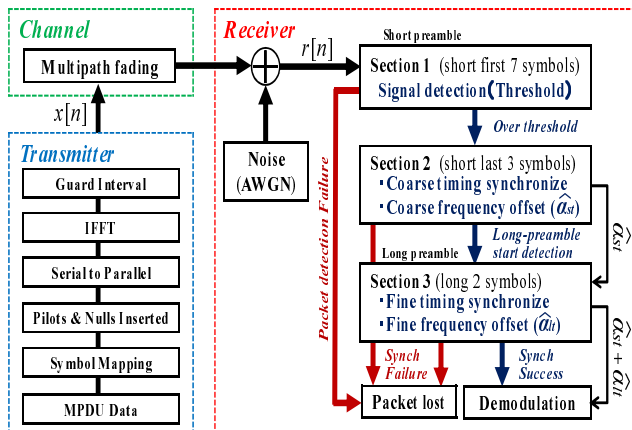 Channel
Multipath fading
x[n]
Transmitter
Guard Interval
IFFT
Serial to Parallel
Pilots & Nulls Inserted
Symbol Mapping
MPDU Data
Receiver
r[n]
Noise
(AWGN)
Packet detection Failure
Short preamble
Section 1 (short first 7 symbols)
Signal detection(Threshold)
Over threshold
Section 2 (short last 3 symbols)
・Coarse timing synchronize
・Coarse frequency offset (α̂st)
Long-preamble
start detection
α̂st
Long preamble
Section 3 (long 2 symbols)
・Fine timing synchronize
・Fine frequency offset (α̂lt)
α̂st + α̂lt
Synch
Failure
Synch
Success
Packet lost
Demodulation